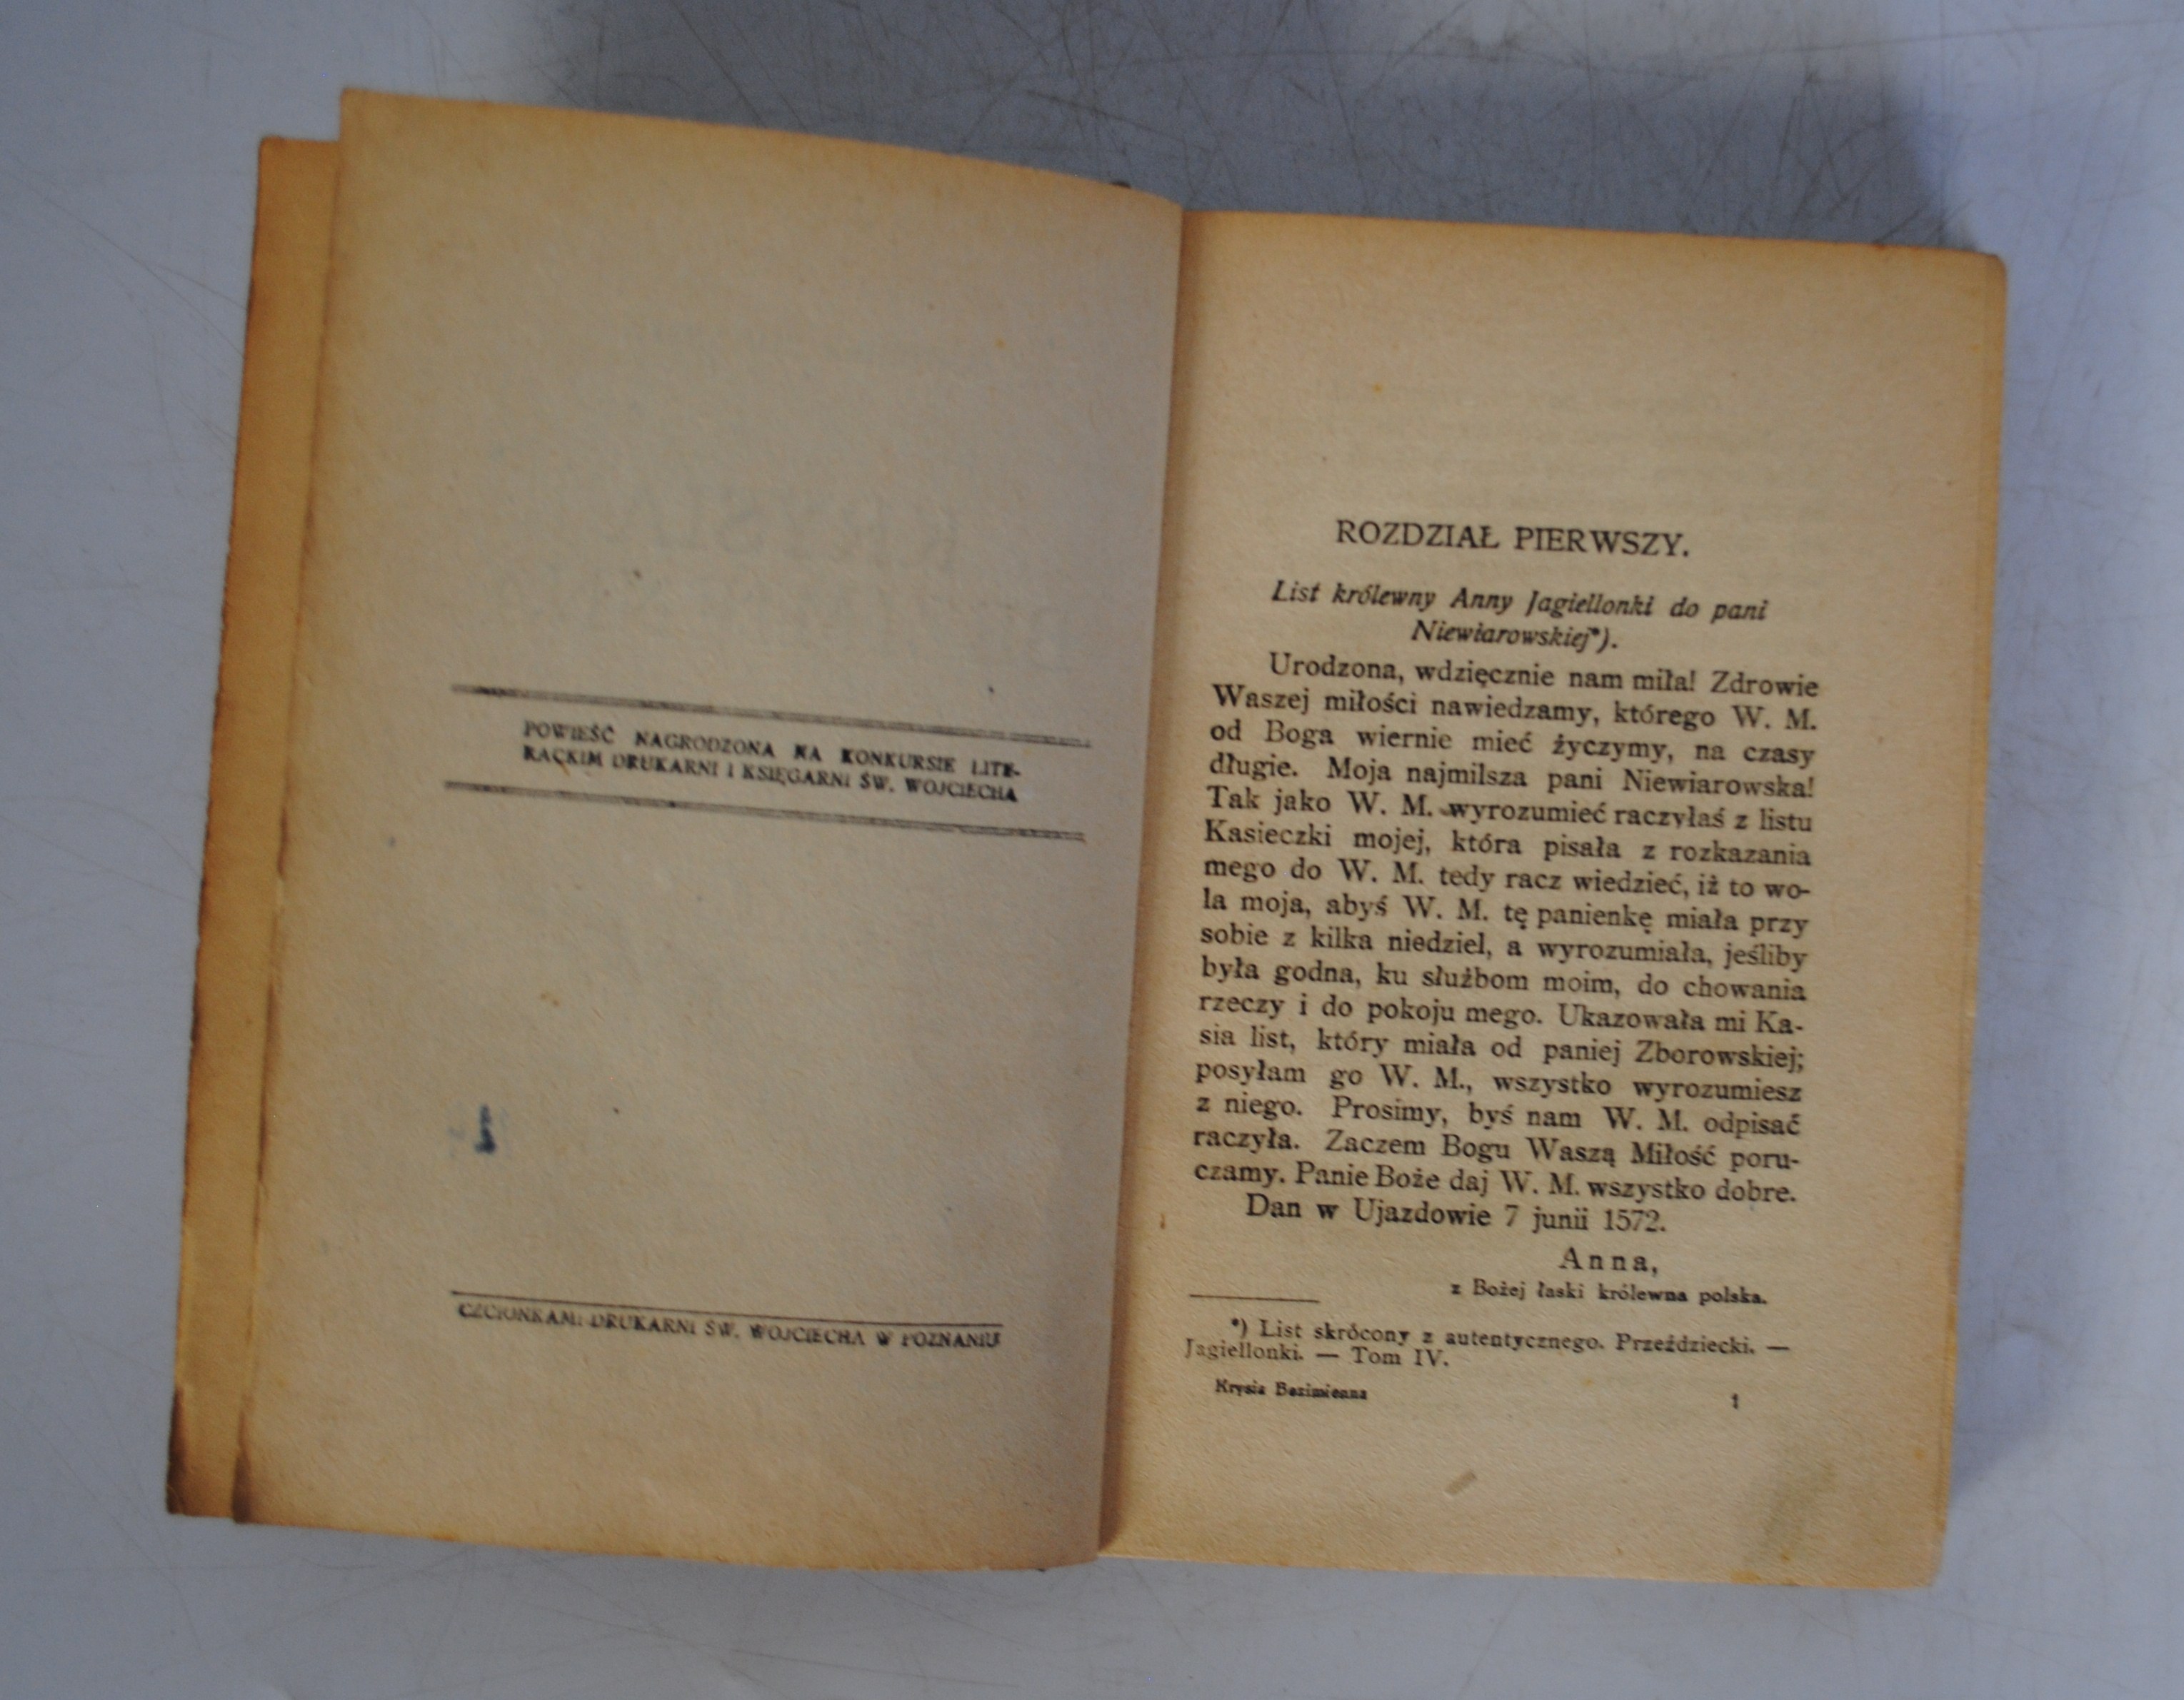 POWIEŚĆ NAGRODZONA NA KONKURSIE LITE-
RACKIM DRUKARNI I KSIĘGARNI ŚW. WOJCIECHA
1
CZCIONKAMI DRUKARNI ŚW. WOJCIECHA W POZNANIU
ROZDZIAŁ PIERWSZY.
List królewny Anny Jagiellonki do pani
Niewiarowskiej*).
Urodzona, wdzięcznie nam miła! Zdrowie
Waszej miłości nawiedzamy, którego W. M.
od Boga wiernie mieć życzymy, na czasy
długie. Moja najmilsza pani Niewiarowska!
Tak jako W. M. wyrozumieć raczyłaś z listu
Kasieczki mojej, która pisała z rozkazania
mego do W. M. tedy racz wiedzieć, iż to wo-
la moja, abyś W. M. tę panienkę miała przy
sobie z kilka niedziel, a wyrozumiała, jeśliby
była godna, ku służbom moim, do chowania
rzeczy i do pokoju mego. Ukazowała mi Ka-
sia list, który miała od paniej Zborowskiej;
posyłam go W. M., wszystko wyrozumiesz
z niego. Prosimy, byś nam W. M. odpisać
raczyła. Zaczem Bogu Waszą Miłość poru-
czamy. Panie Boże daj W. M. wszystko dobre.
Dan w Ujazdowie 7 junii 1572.
Anna,
z Bożej łaski królewna polska.
*) List skrócony z autentycznego. Przeździecki. —
Jagiellonki. — Tom IV.
Krysia Bezimienna
1